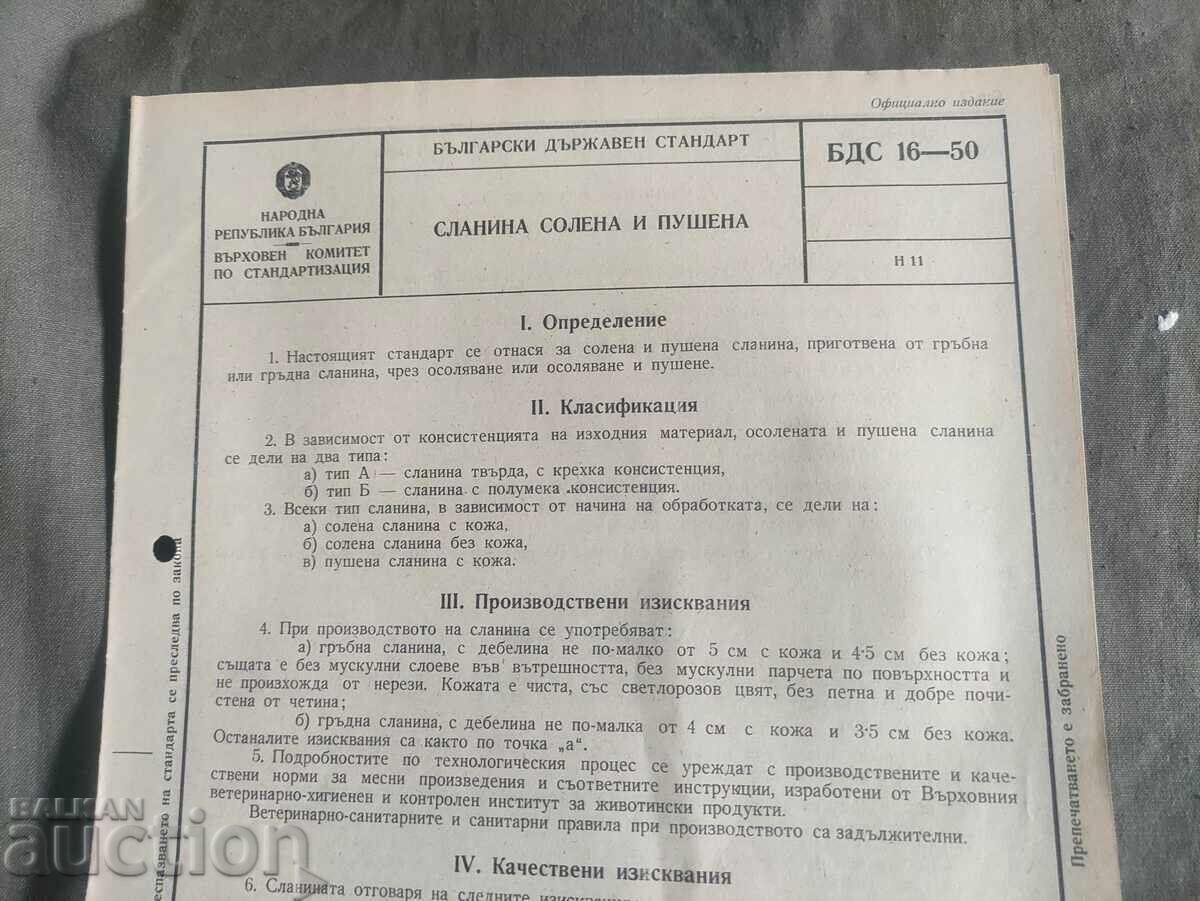 Официално издание
НАРОДНА
РЕПУБЛИКА БЪЛГАРИЯ
ВЪРХОВЕН КОМИТЕТ
ПО СТАНДАРТИЗАЦИЯ
БЪЛГАРСКИ ДЪРЖАВЕН СТАНДАРТ
СЛАНИНА СОЛЕНА И ПУШЕНА
БДС 16—50
Н 11
I. Определение
1. Настоящият стандарт се отнася за солена и пушена сланина, приготвена от гръбна
или гръдна сланина, чрез осоляване или осоляване и пушене.
II. Класификация
2. В зависимост от консистенцията на изходния материал, осолената и пушена сланина
се дели на два типа:
а) тип А — сланина твърда, с крехка консистенция,
б) тип Б — сланина с полумека консистенция.
3. Всеки тип сланина, в зависимост от начина на обработката, се дели на:
а) солена сланина с кожа,
б) солена сланина без кожа,
в) пушена сланина с кожа.
III. Производствени изисквания
4. При производството на сланина се употребяват:
а) гръбна сланина, с дебелина не по-малко от 5 см с кожа и 4·5 см без кожа;
същата е без мускулни слоеве във вътрешността, без мускулни парчета по повърхността и
не произхожда от нерези. Кожата е чиста, със светлорозов цвят, без петна и добре почи-
стена от четина;
б) гръдна сланина, с дебелина не по-малка от 4 см с кожа и 3·5 см без кожа.
Останалите изисквания са както по точка „а“.
5. Подробностите по технологическия процес се уреждат с производствените и каче-
ствени норми за месни произведения и съответните инструкции, изработени от Върховния
ветеринарно-хигиенен и контролен институт за животински продукти.
Ветеринарно-санитарните и санитарни правила при производството са задължителни.
IV. Качествени изисквания
6. Сланината отговаря на следните
стандарта се преследва по закона
Препечатването е забранено
BALKAN
auction